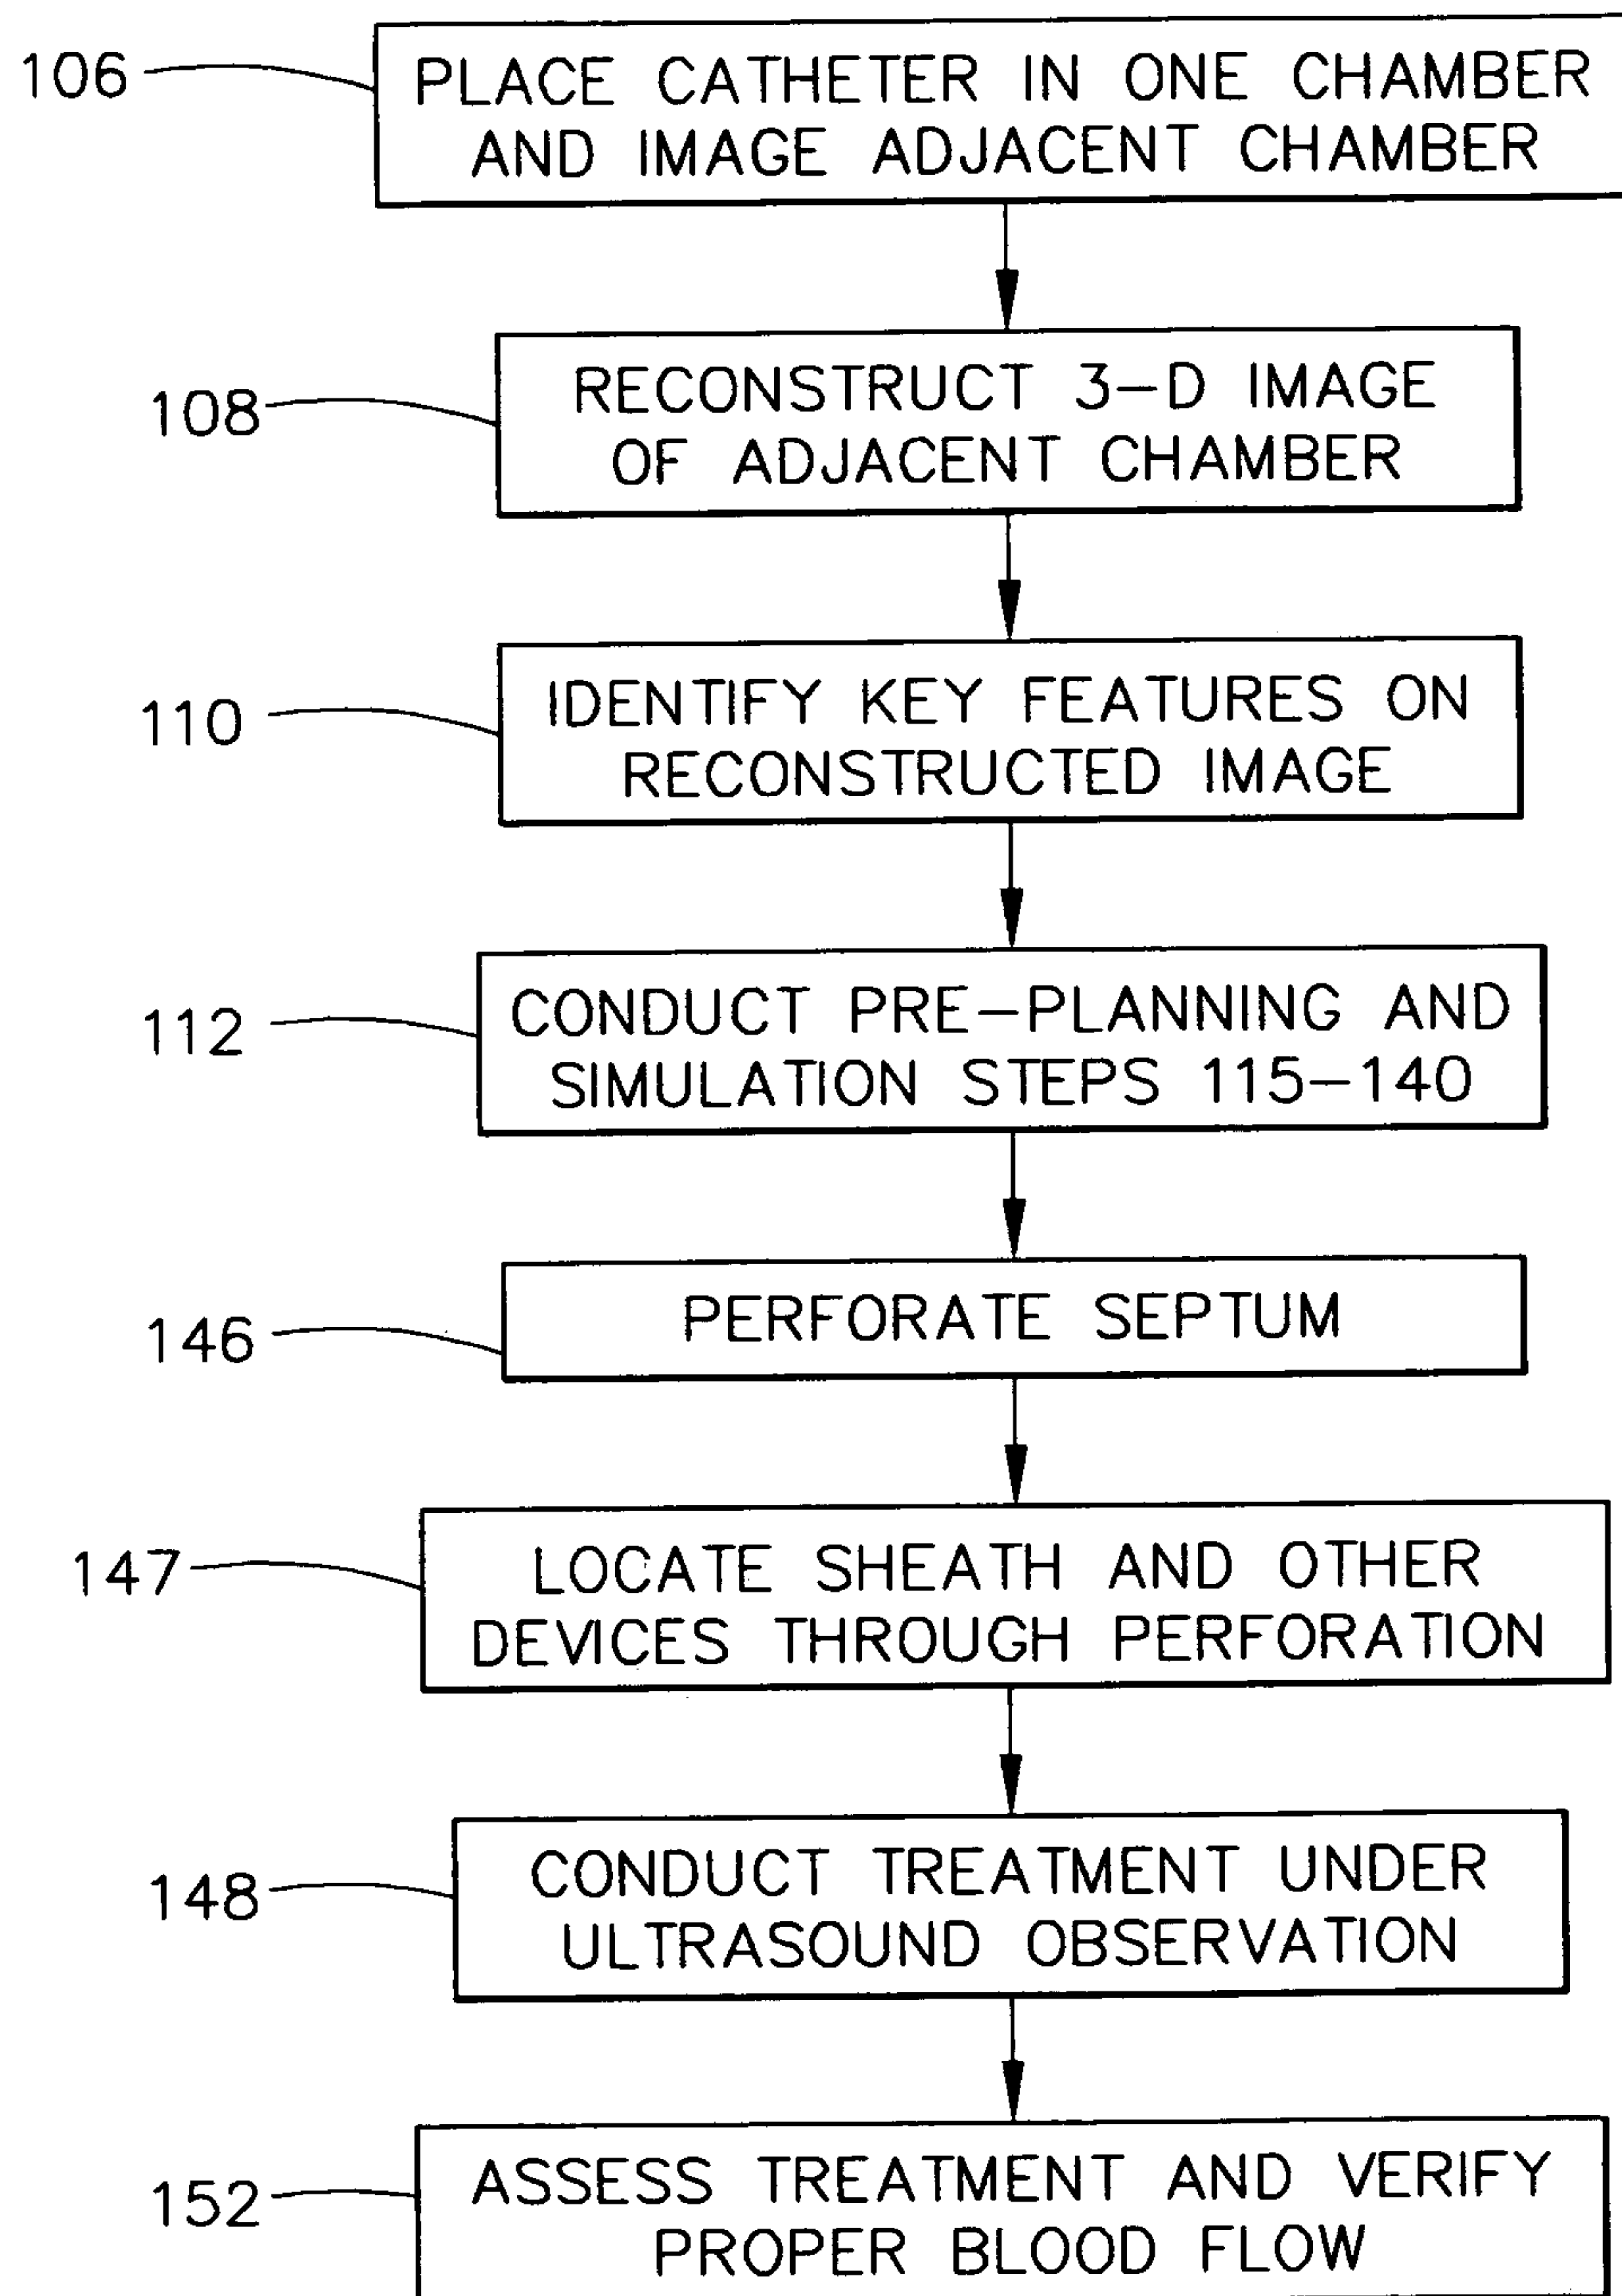 106
PLACE CATHETER IN ONE CHAMBER
AND IMAGE ADJACENT CHAMBER
108
RECONSTRUCT 3-D IMAGE
OF ADJACENT CHAMBER
110
IDENTIFY KEY FEATURES ON
RECONSTRUCTED IMAGE
112
CONDUCT PRE-PLANNING AND
SIMULATION STEPS 115-140
146
PERFORATE SEPTUM
147
LOCATE SHEATH AND OTHER
DEVICES THROUGH PERFORATION
148
CONDUCT TREATMENT UNDER
ULTRASOUND OBSERVATION
152
ASSESS TREATMENT AND VERIFY
PROPER BLOOD FLOW